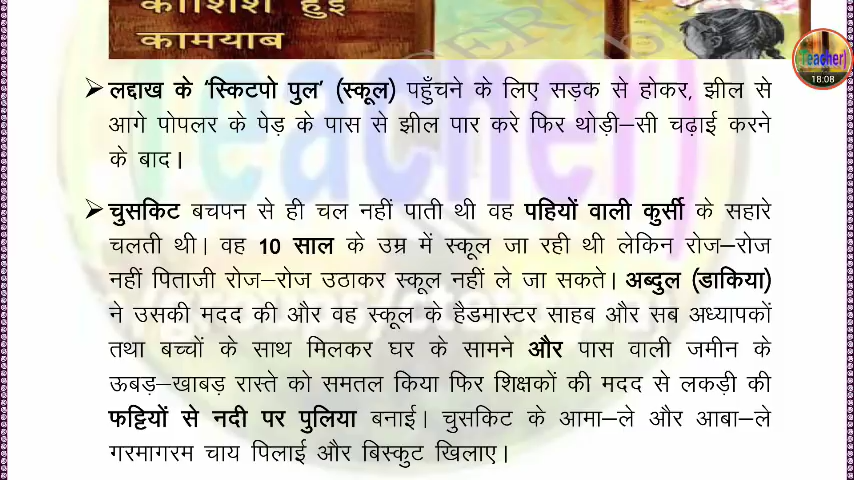 कोशिश हुई
कामयाब
Teacher
18:08
➢ लद्दाख के ‘स्किटपो पुल’ (स्कूल) पहुँचने के लिए सड़क से होकर, झील से
आगे पोपलर के पेड़ के पास से झील पार करे फिर थोड़ी–सी चढ़ाई करने
के बाद।
➢ चुसकिट बचपन से ही चल नहीं पाती थी वह पहियों वाली कुर्सी के सहारे
चलती थी। वह 10 साल के उम्र में स्कूल जा रही थी लेकिन रोज–रोज
नहीं पिताजी रोज–रोज उठाकर स्कूल नहीं ले जा सकते। अब्दुल (डाकिया)
ने उसकी मदद की और वह स्कूल के हैडमास्टर साहब और सब अध्यापकों
तथा बच्चों के साथ मिलकर घर के सामने और पास वाली जमीन के
ऊबड़–खाबड़ रास्ते को समतल किया फिर शिक्षकों की मदद से लकड़ी की
फट्टियों से नदी पर पुलिया बनाई। चुसकिट के आमा–ले और आबा–ले
गरमागरम चाय पिलाई और बिस्कुट खिलाए।